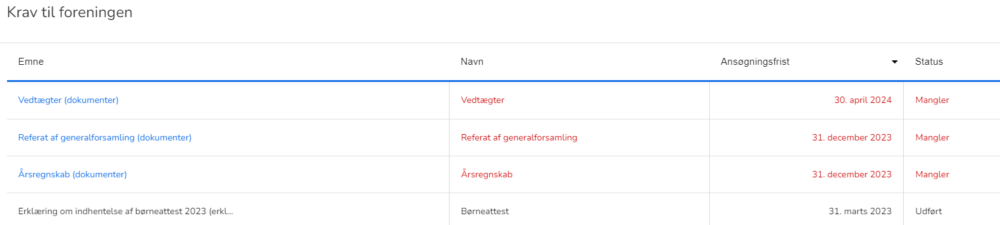 Krav til foreningen
Emne Navn Ansøgningsfrist Status
Vedtægter (dokumenter) Vedtægter 30. april 2024 Mangler
Referat af generalforsamling (dokumenter) Referat af generalforsamling 31. december 2023 Mangler
Årsregnskab (dokumenter) Årsregnskab 31. december 2023 Mangler
Erklæring om indhentelse af børneattest 2023 (erkl... Børneattest 31. marts 2023 Udført